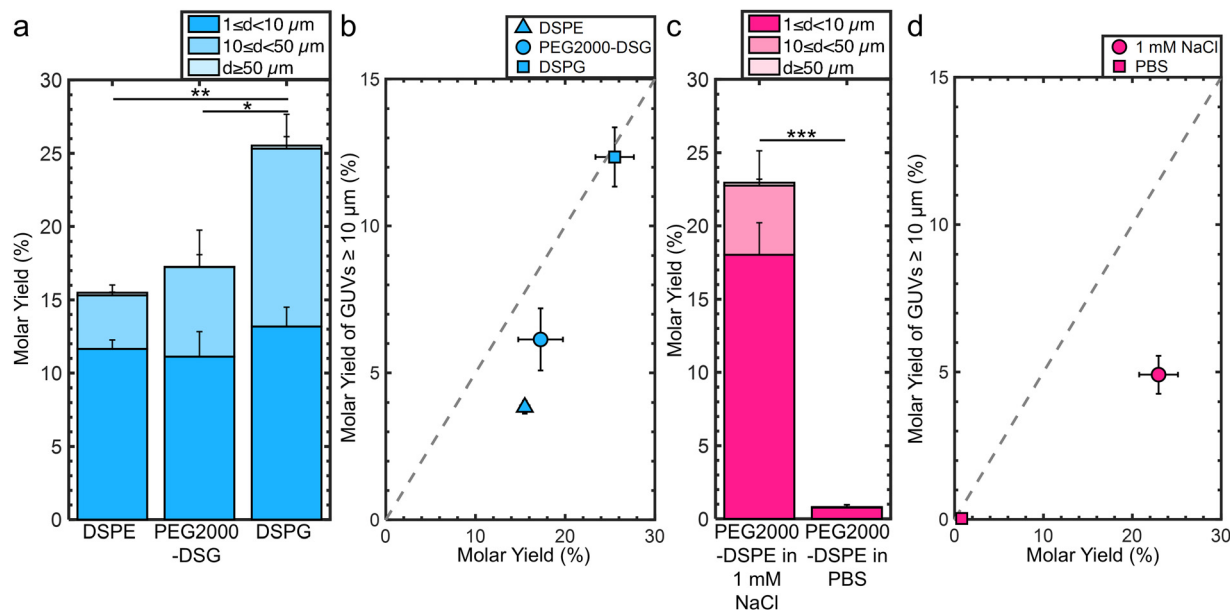 a
1≤d<10 µm
10≤d<50 µm
d≥50 µm
30
25
20
15
10
5
0
Molar Yield (%)
**
*
DSPE
PEG2000
-DSG
DSPG
b
DSPE
PEG2000-DSG
DSPG
15
10
5
0
Molar Yield of GUVs ≥ 10 µm (%)
0
10
20
30
Molar Yield (%)
c
1≤d<10 µm
10≤d<50 µm
d≥50 µm
30
25
20
15
10
5
0
Molar Yield (%)
***
PEG2000
-DSPE in
1 mM
NaCl
PEG2000
-DSPE in
PBS
d
1 mM NaCl
PBS
15
10
5
0
Molar Yield of GUVs ≥ 10 µm (%)
0
10
20
30
Molar Yield (%)